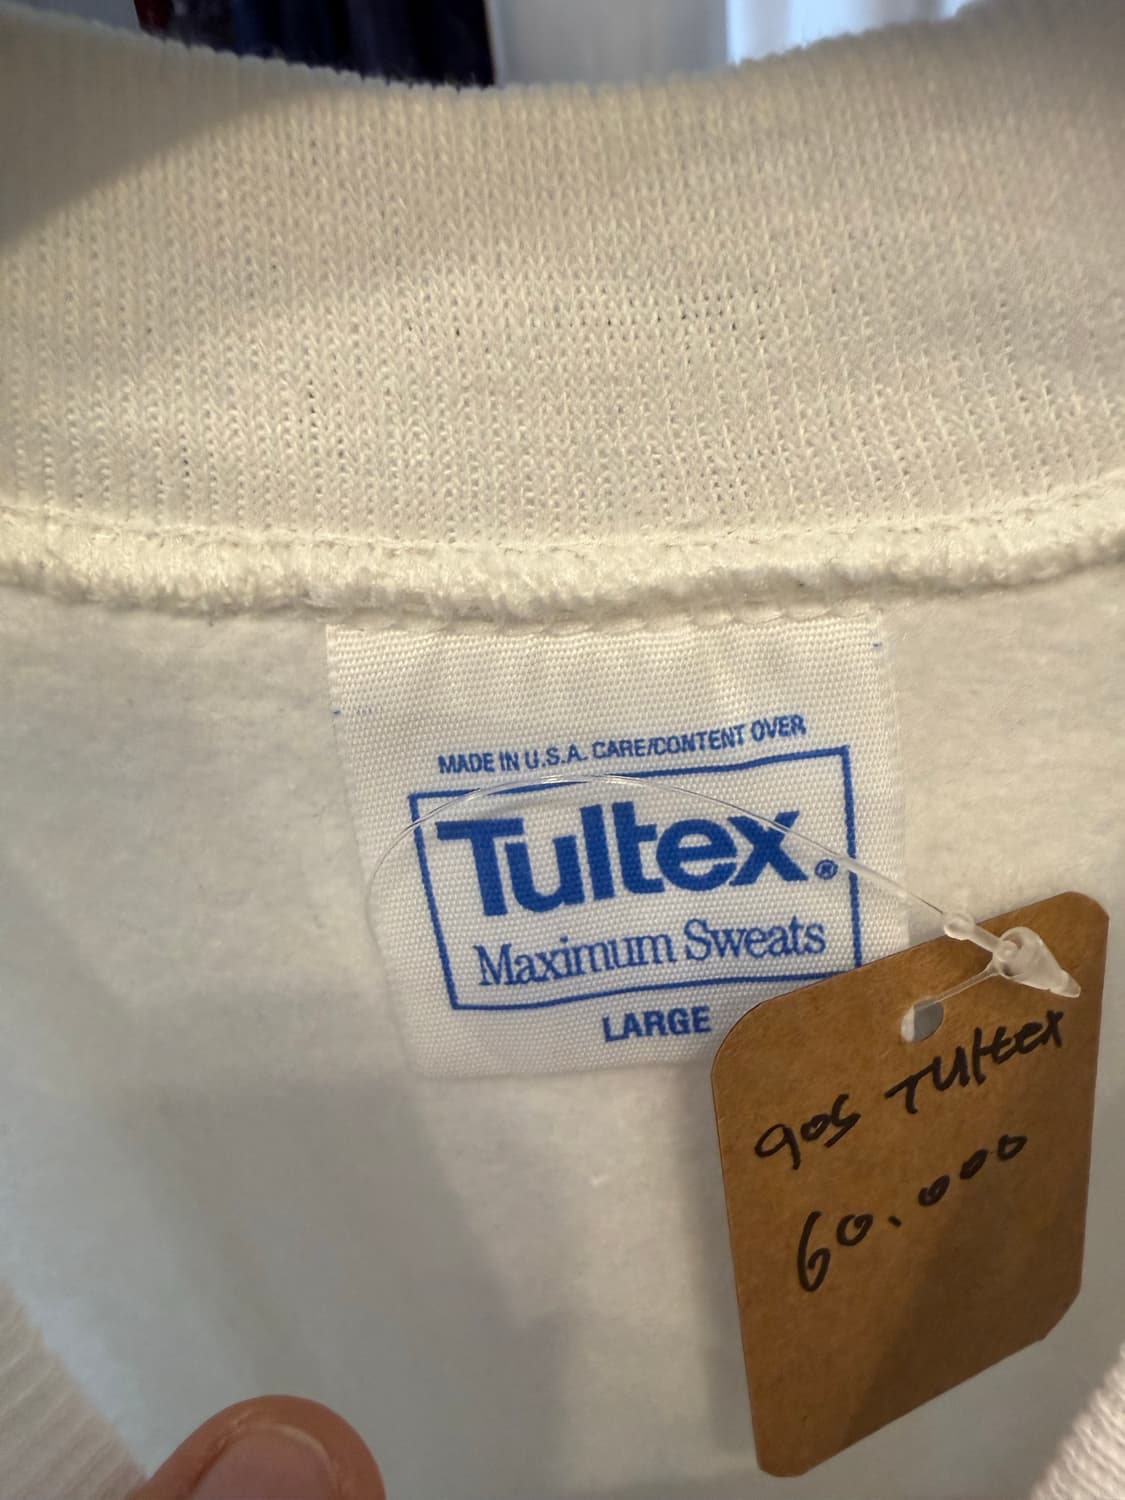 MADE IN U.S.A. CARE/CONTENT OVER
Tultex®
Maximum Sweats
LARGE
90s Tultex
60.000